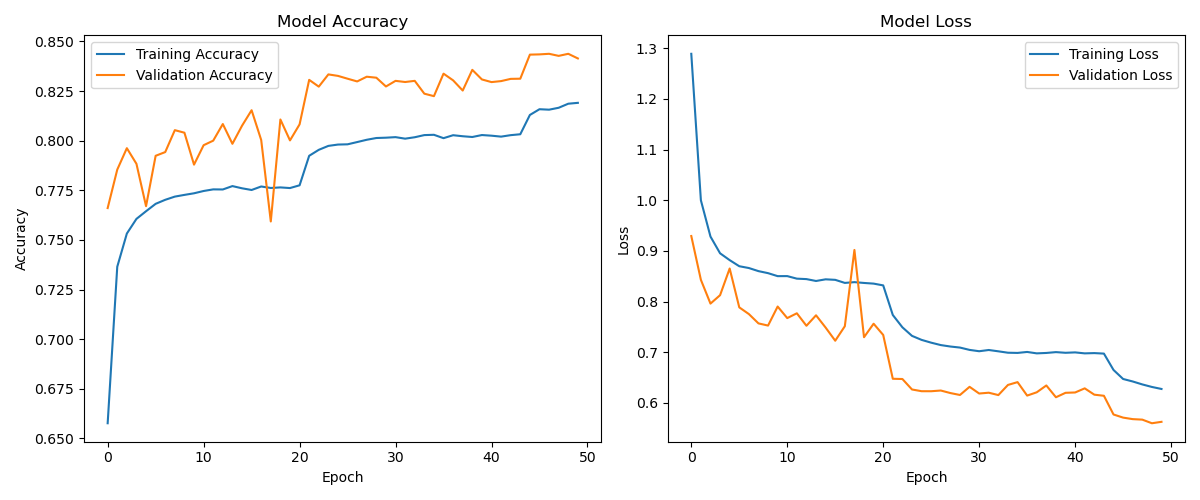 Model Accuracy
Training Accuracy
Validation Accuracy
0.850
0.825
0.800
0.775
0.750
0.725
0.700
0.675
0.650
Accuracy
0 10 20 30 40 50
Epoch
Model Loss
Training Loss
Validation Loss
1.3
1.2
1.1
1.0
0.9
0.8
0.7
0.6
Loss
0 10 20 30 40 50
Epoch